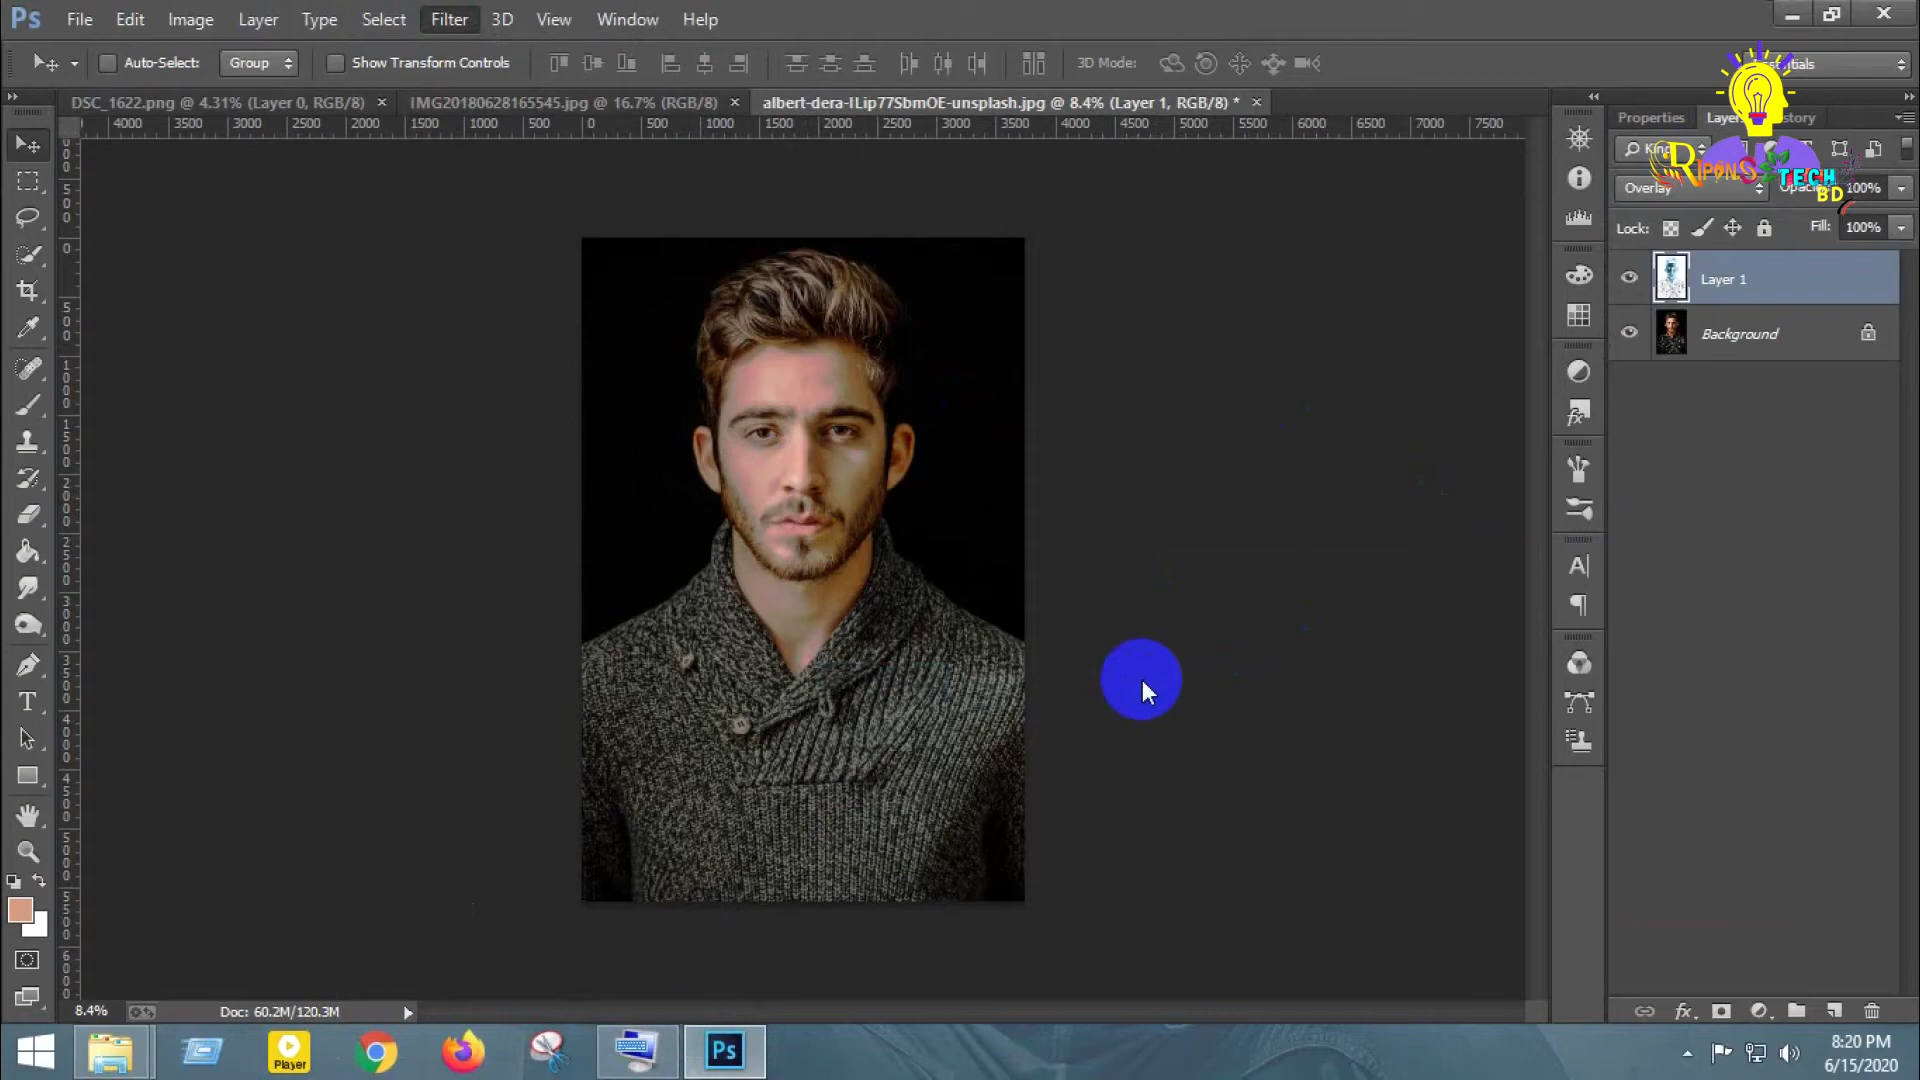 Ps File Edit Image Layer Type Select Filter 3D View Window Help
Auto-Select: Group Show Transform Controls 3D Mode: Essentials
DSC_1622.png @ 4.31% (Layer 0, RGB/8) × IMG20180628165545.jpg @ 16.7% (RGB/8) × albert-dera-ILip77SbmOE-unsplash.jpg @ 8.4% (Layer 1, RGB/8) * ×
4000 3500 3000 2500 2000 1500 1000 500 0 500 1000 1500 2000 2500 3000 3500 4000 4500 5000 5500 6000 6500 7000 7500
Properties Layers History
Kind
RIPON'S TECH BD
Overlay Opacity: 100%
Lock: Fill: 100%
Layer 1
Background
8.4% Doc: 60.2M/120.3M
Player
Ps
8:20 PM
6/15/2020